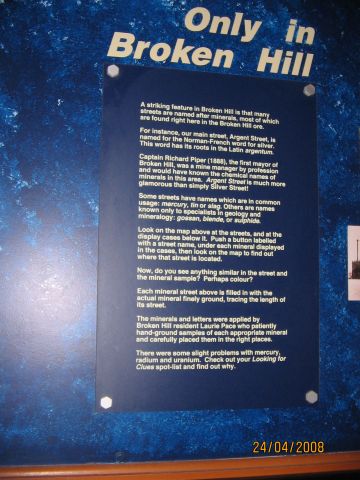 Only in
Broken Hill
A striking feature in Broken Hill is that many
streets are named after minerals, most of which
are found right here in the Broken Hill ore.
For instance, our main street, Argent Street, is
named for the Norman-French word for silver.
This word has its roots in the Latin argentum.
Captain Richard Piper (1888), the first mayor of
Broken Hill, was a mine manager by profession
and would have known the chemical names of
minerals in this area. Argent Street is much more
glamorous than simply Silver Street!
Some streets have names which are in common
usage: mercury, tin or slag. Others are names
known only to specialists in geology and
mineralogy: gossan, blende, or sulphide.
Look on the map above at the streets, and at the
display cases below it. Push a button labelled
with a street name, under each mineral displayed
in the cases, then look on the map to find out
where that street is located.
Now, do you see anything similar in the street and
the mineral sample? Perhaps colour?
Each mineral street above is filled in with the
actual mineral finely ground, tracing the length of
its street.
The minerals and letters were applied by
Broken Hill resident Laurie Pace who patiently
hand-ground samples of each appropriate mineral
and carefully placed them in the right places.
There were some slight problems with mercury,
radium and uranium. Check out your Looking for
Clues spot-list and find out why.
24/04/2008